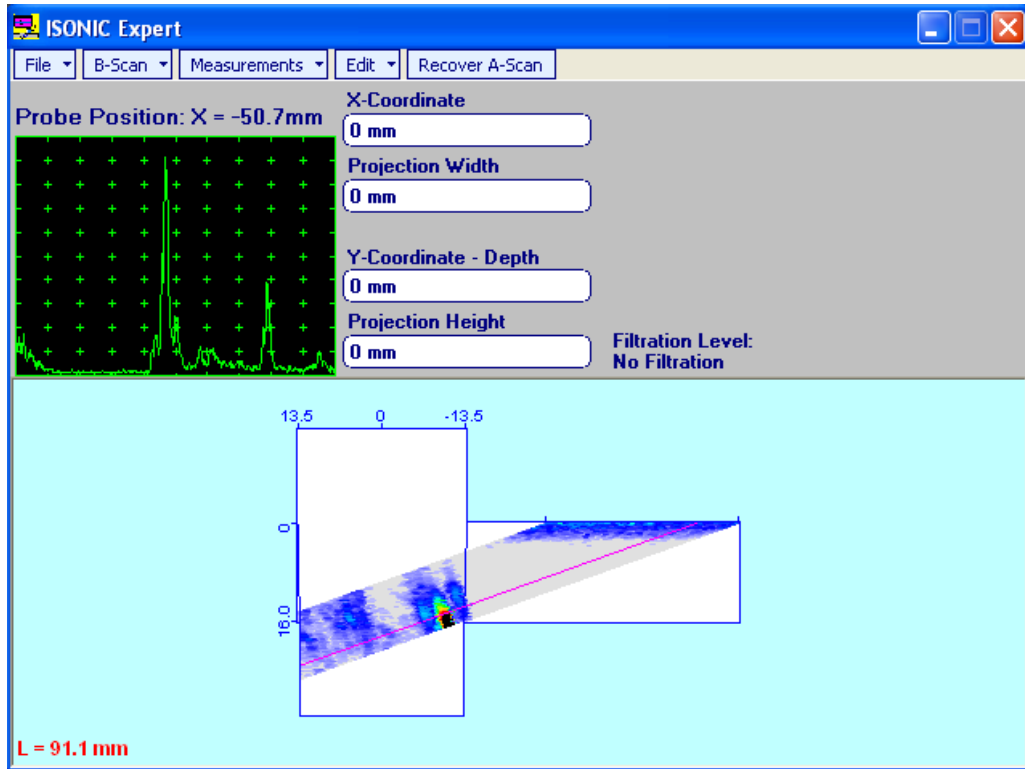 ISONIC Expert
File B-Scan Measurements Edit Recover A-Scan
Probe Position: X = -50.7mm
X-Coordinate
0 mm
Projection Width
0 mm
Y-Coordinate - Depth
0 mm
Projection Height
0 mm
Filtration Level:
No Filtration
13.5 0 -13.5
0
16.0
L = 91.1 mm